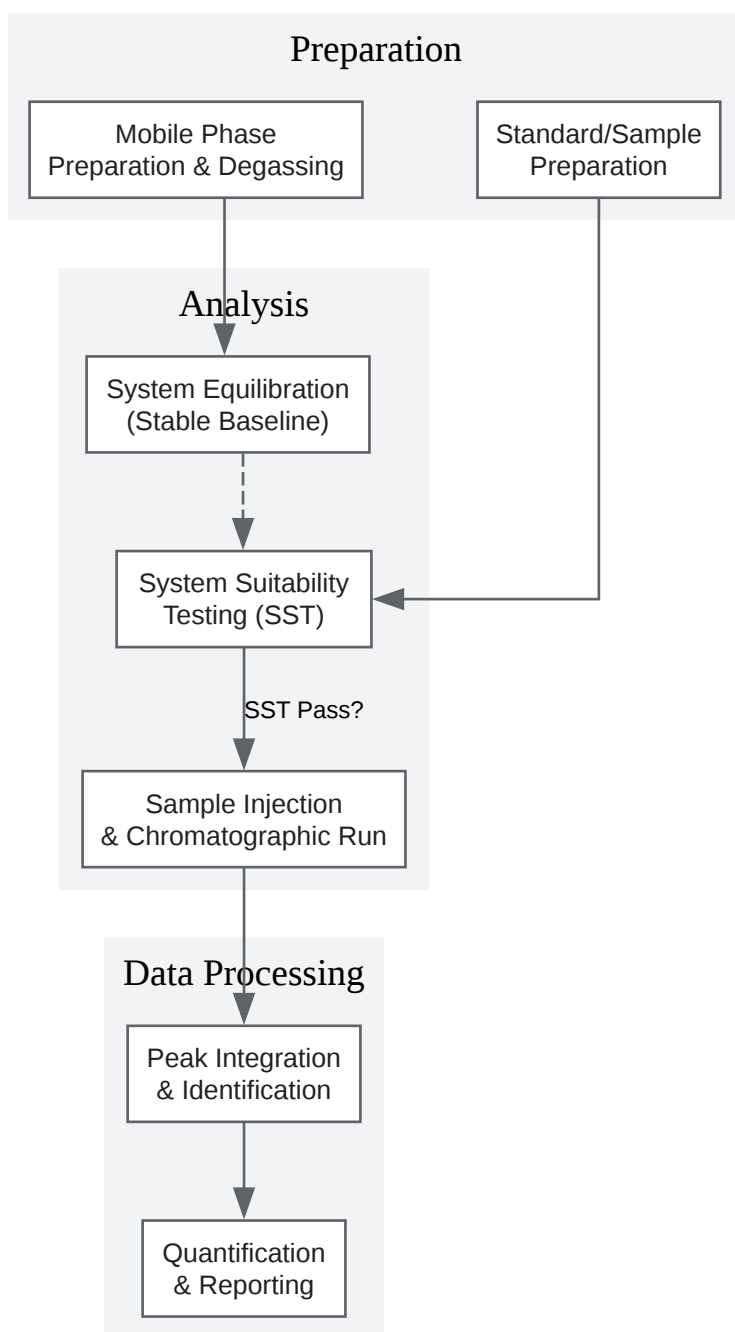 Preparation
Mobile Phase
Preparation & Degassing
Standard/Sample
Preparation
Analysis
System Equilibration
(Stable Baseline)
System Suitability
Testing (SST)
SST Pass?
Sample Injection
& Chromatographic Run
Data Processing
Peak Integration
& Identification
Quantification
& Reporting